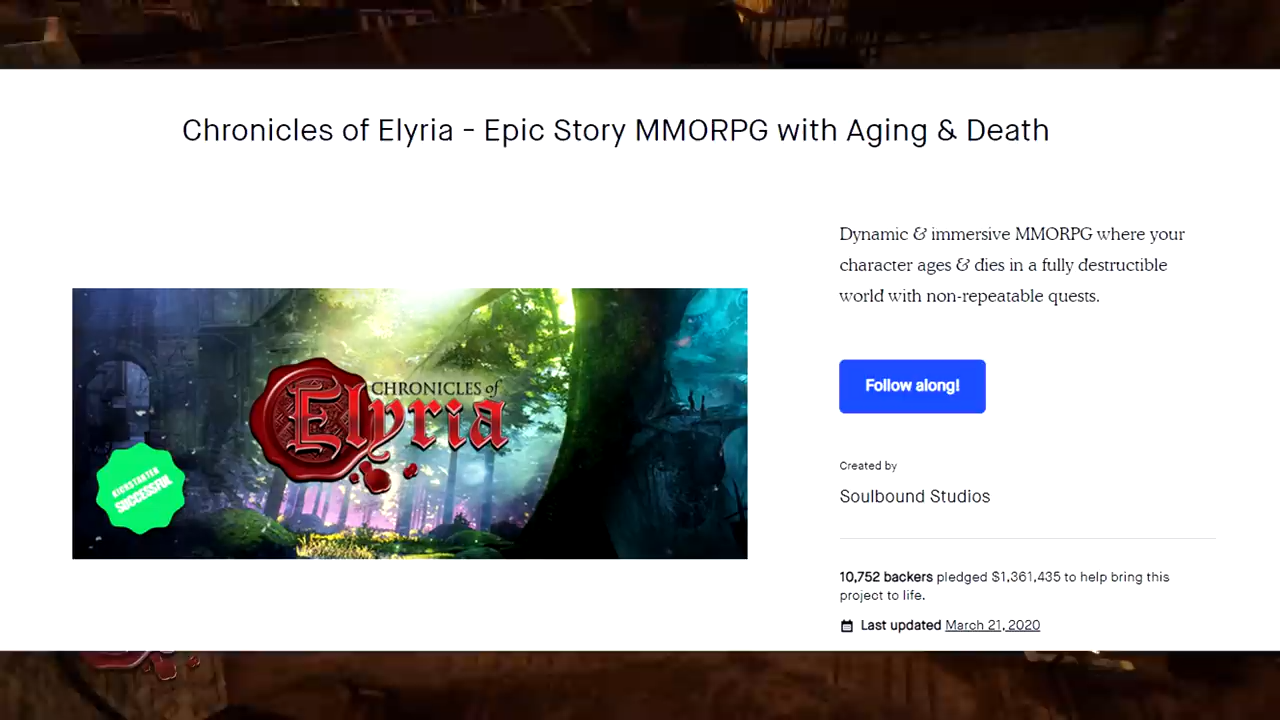 Chronicles of Elyria - Epic Story MMORPG with Aging & Death
Dynamic & immersive MMORPG where your
character ages & dies in a fully destructible
world with non-repeatable quests.
Follow along!
CHRONICLES of
Elyria
KICKSTARTER
SUCCESSFUL
Created by
Soulbound Studios
10,752 backers pledged $1,361,435 to help bring this
project to life.
Last updated March 21, 2020